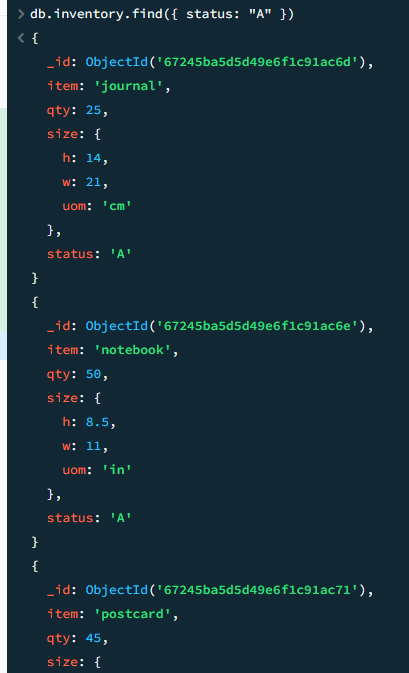 > db.inventory.find({ status: "A" })
< {
_id: ObjectId('67245ba5d5d49e6f1c91ac6d'),
item: 'journal',
qty: 25,
size: {
h: 14,
w: 21,
uom: 'cm'
},
status: 'A'
}
{
_id: ObjectId('67245ba5d5d49e6f1c91ac6e'),
item: 'notebook',
qty: 50,
size: {
h: 8.5,
w: 11,
uom: 'in'
},
status: 'A'
}
{
_id: ObjectId('67245ba5d5d49e6f1c91ac71'),
item: 'postcard',
qty: 45,
size: {